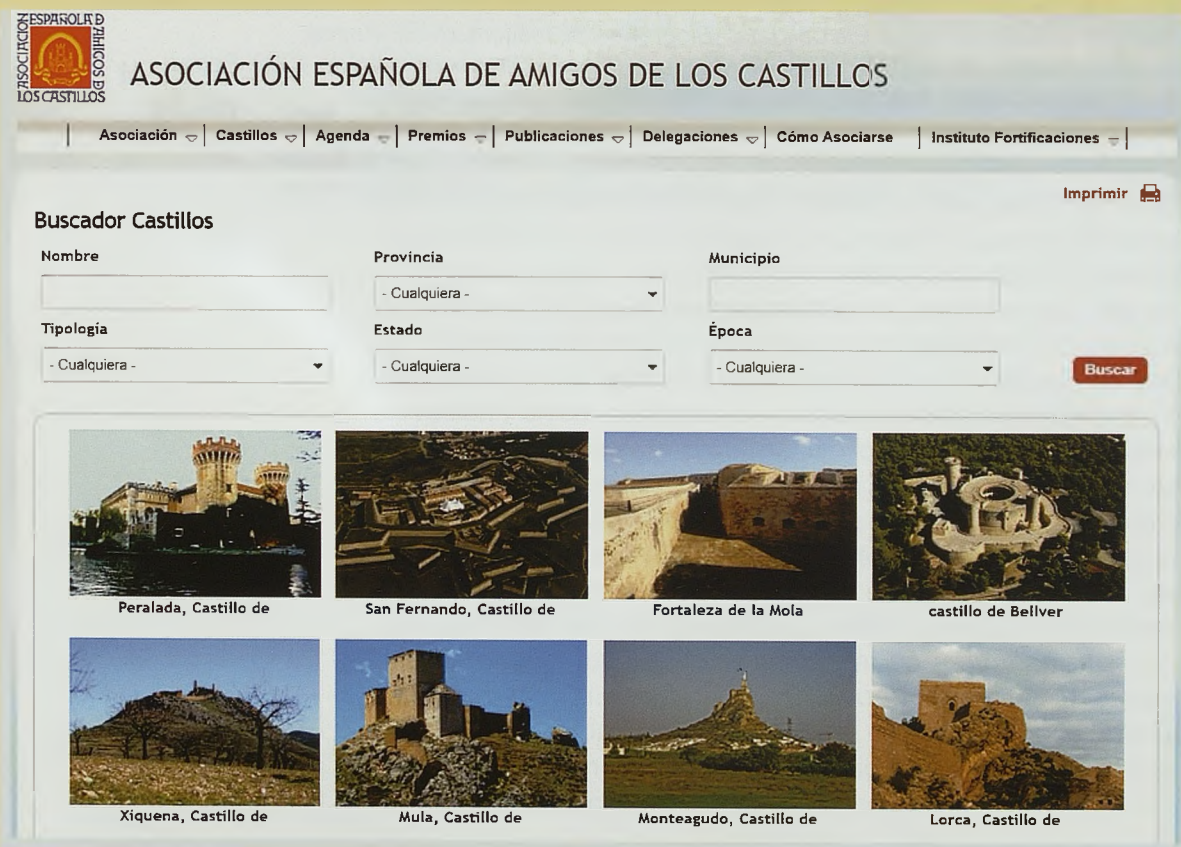 ASOCIACION ESPAÑOLA DE AMIGOS DE LOS CASTILLOS
ASOCIACIÓN ESPAÑOLA DE AMIGOS DE LOS CASTILLOS
Asociación | Castillos | Agenda | Premios | Publicaciones | Delegaciones | Cómo Asociarse | Instituto Fortificaciones
Imprimir
Buscador Castillos
Nombre Provincia Municipio
- Cualquiera -
Tipología Estado Época
- Cualquiera - - Cualquiera - - Cualquiera - Buscar
Peralada, Castillo de San Fernando, Castillo de Fortaleza de la Mola castillo de Bellver
Xiquena, Castillo de Mula, Castillo de Monteagudo, Castillo de Lorca, Castillo de